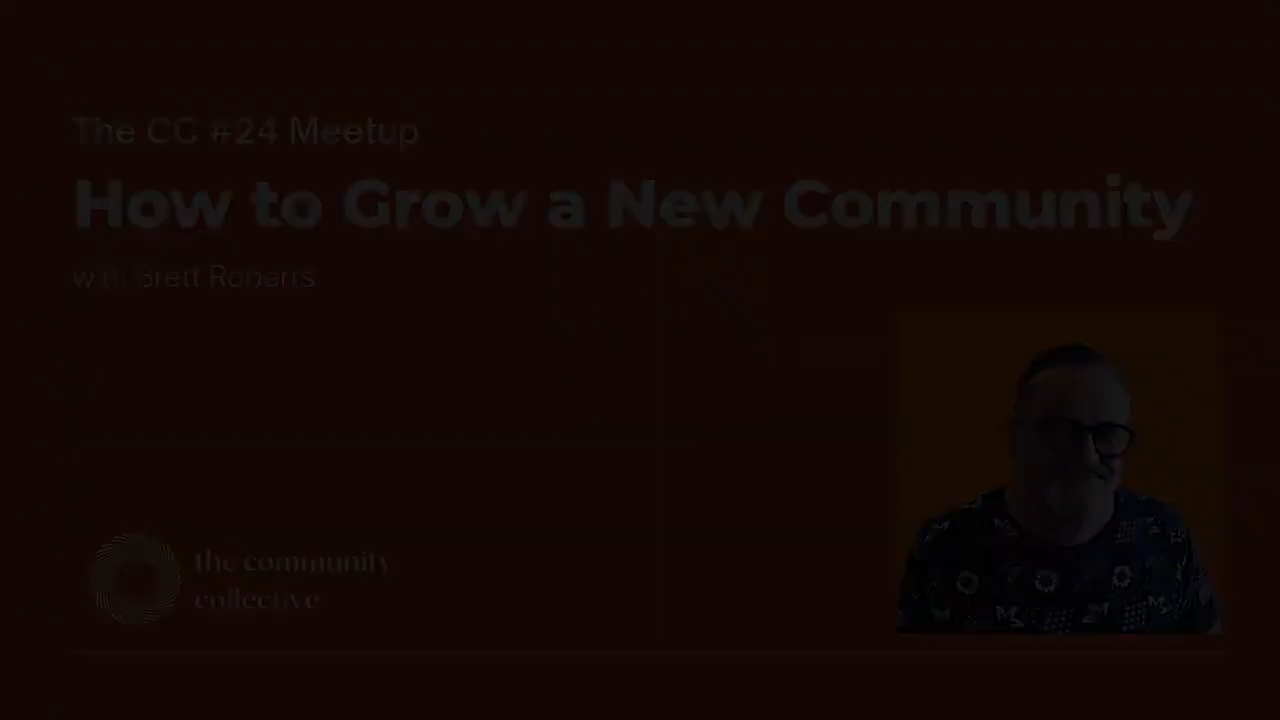 The CC #24 Meetup
How to Grow a New Community
with Brett Roberts
the community
collective